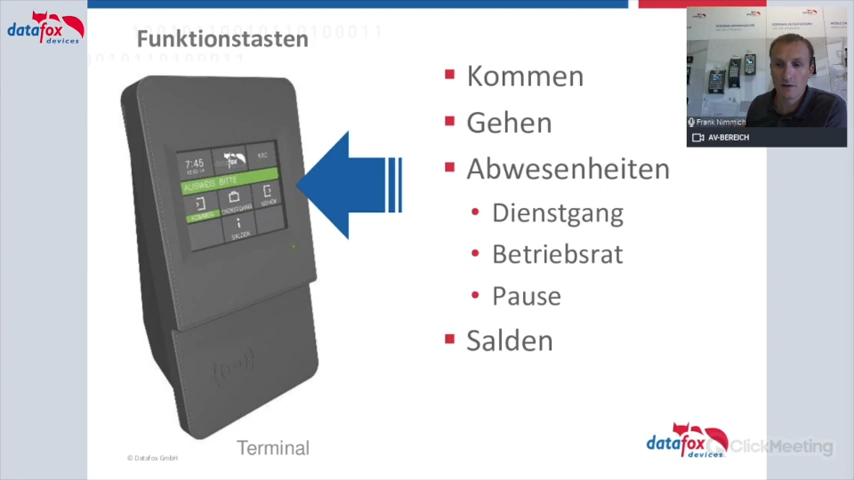 datafox
devices
Funktionstasten
7:45
AUSWEIS BITTE
KOMMEN
DIENSTGANG
GEHEN
SALDEN
Kommen
Gehen
Abwesenheiten
Dienstgang
Betriebsrat
Pause
Salden
Terminal
© Datafox GmbH
datafox
devices
ClickMeeting
Frank Nimmich
AV-BEREICH